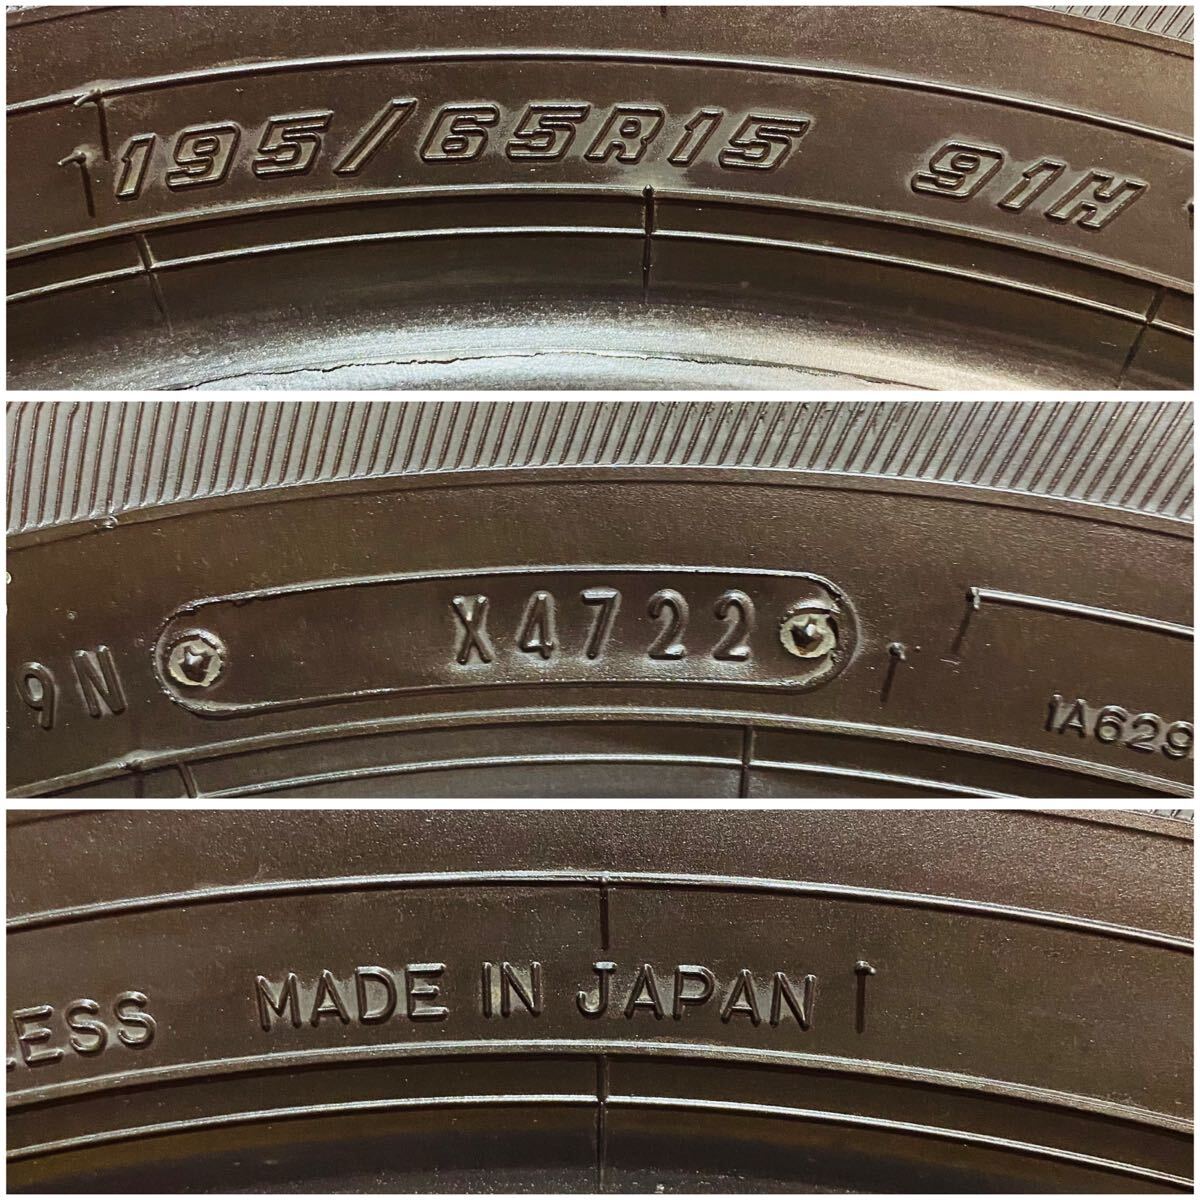 195/65R15 91H
9N X4722
1A629
LESS MADE IN JAPAN